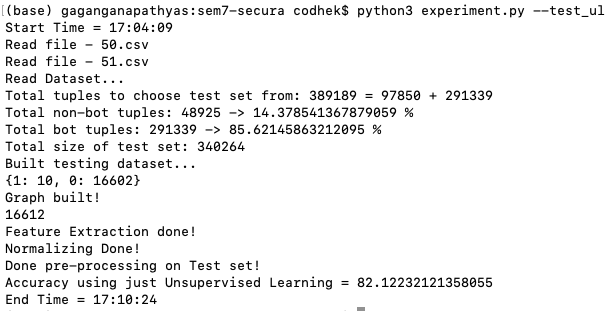 (base) gaganganapathyas:sem7-secura codhek$ python3 experiment.py --test_ul
Start Time = 17:04:09
Read file - 50.csv
Read file - 51.csv
Read Dataset...
Total tuples to choose test set from: 389189 = 97850 + 291339
Total non-bot tuples: 48925 -> 14.378541367879059 %
Total bot tuples: 291339 -> 85.62145863212095 %
Total size of test set: 340264
Built testing dataset...
{1: 10, 0: 16602}
Graph built!
16612
Feature Extraction done!
Normalizing Done!
Done pre-processing on Test set!
Accuracy using just Unsupervised Learning = 82.12232121358055
End Time = 17:10:24